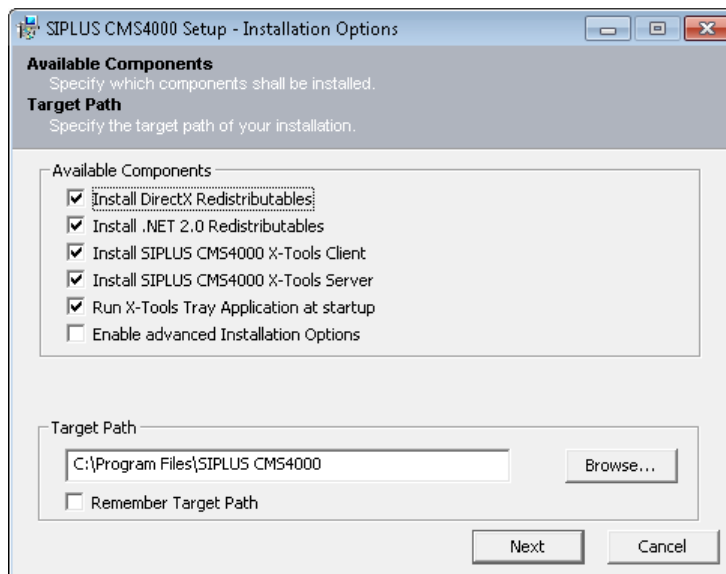 SIPLUS CMS4000 Setup - Installation Options
Available Components
Specify which components shall be installed.
Target Path
Specify the target path of your installation.
Available Components
Install DirectX Redistributables
Install .NET 2.0 Redistributables
Install SIPLUS CMS4000 X-Tools Client
Install SIPLUS CMS4000 X-Tools Server
Run X-Tools Tray Application at startup
Enable advanced Installation Options
Target Path
C:\Program Files\SIPLUS CMS4000
Browse...
Remember Target Path
Next
Cancel